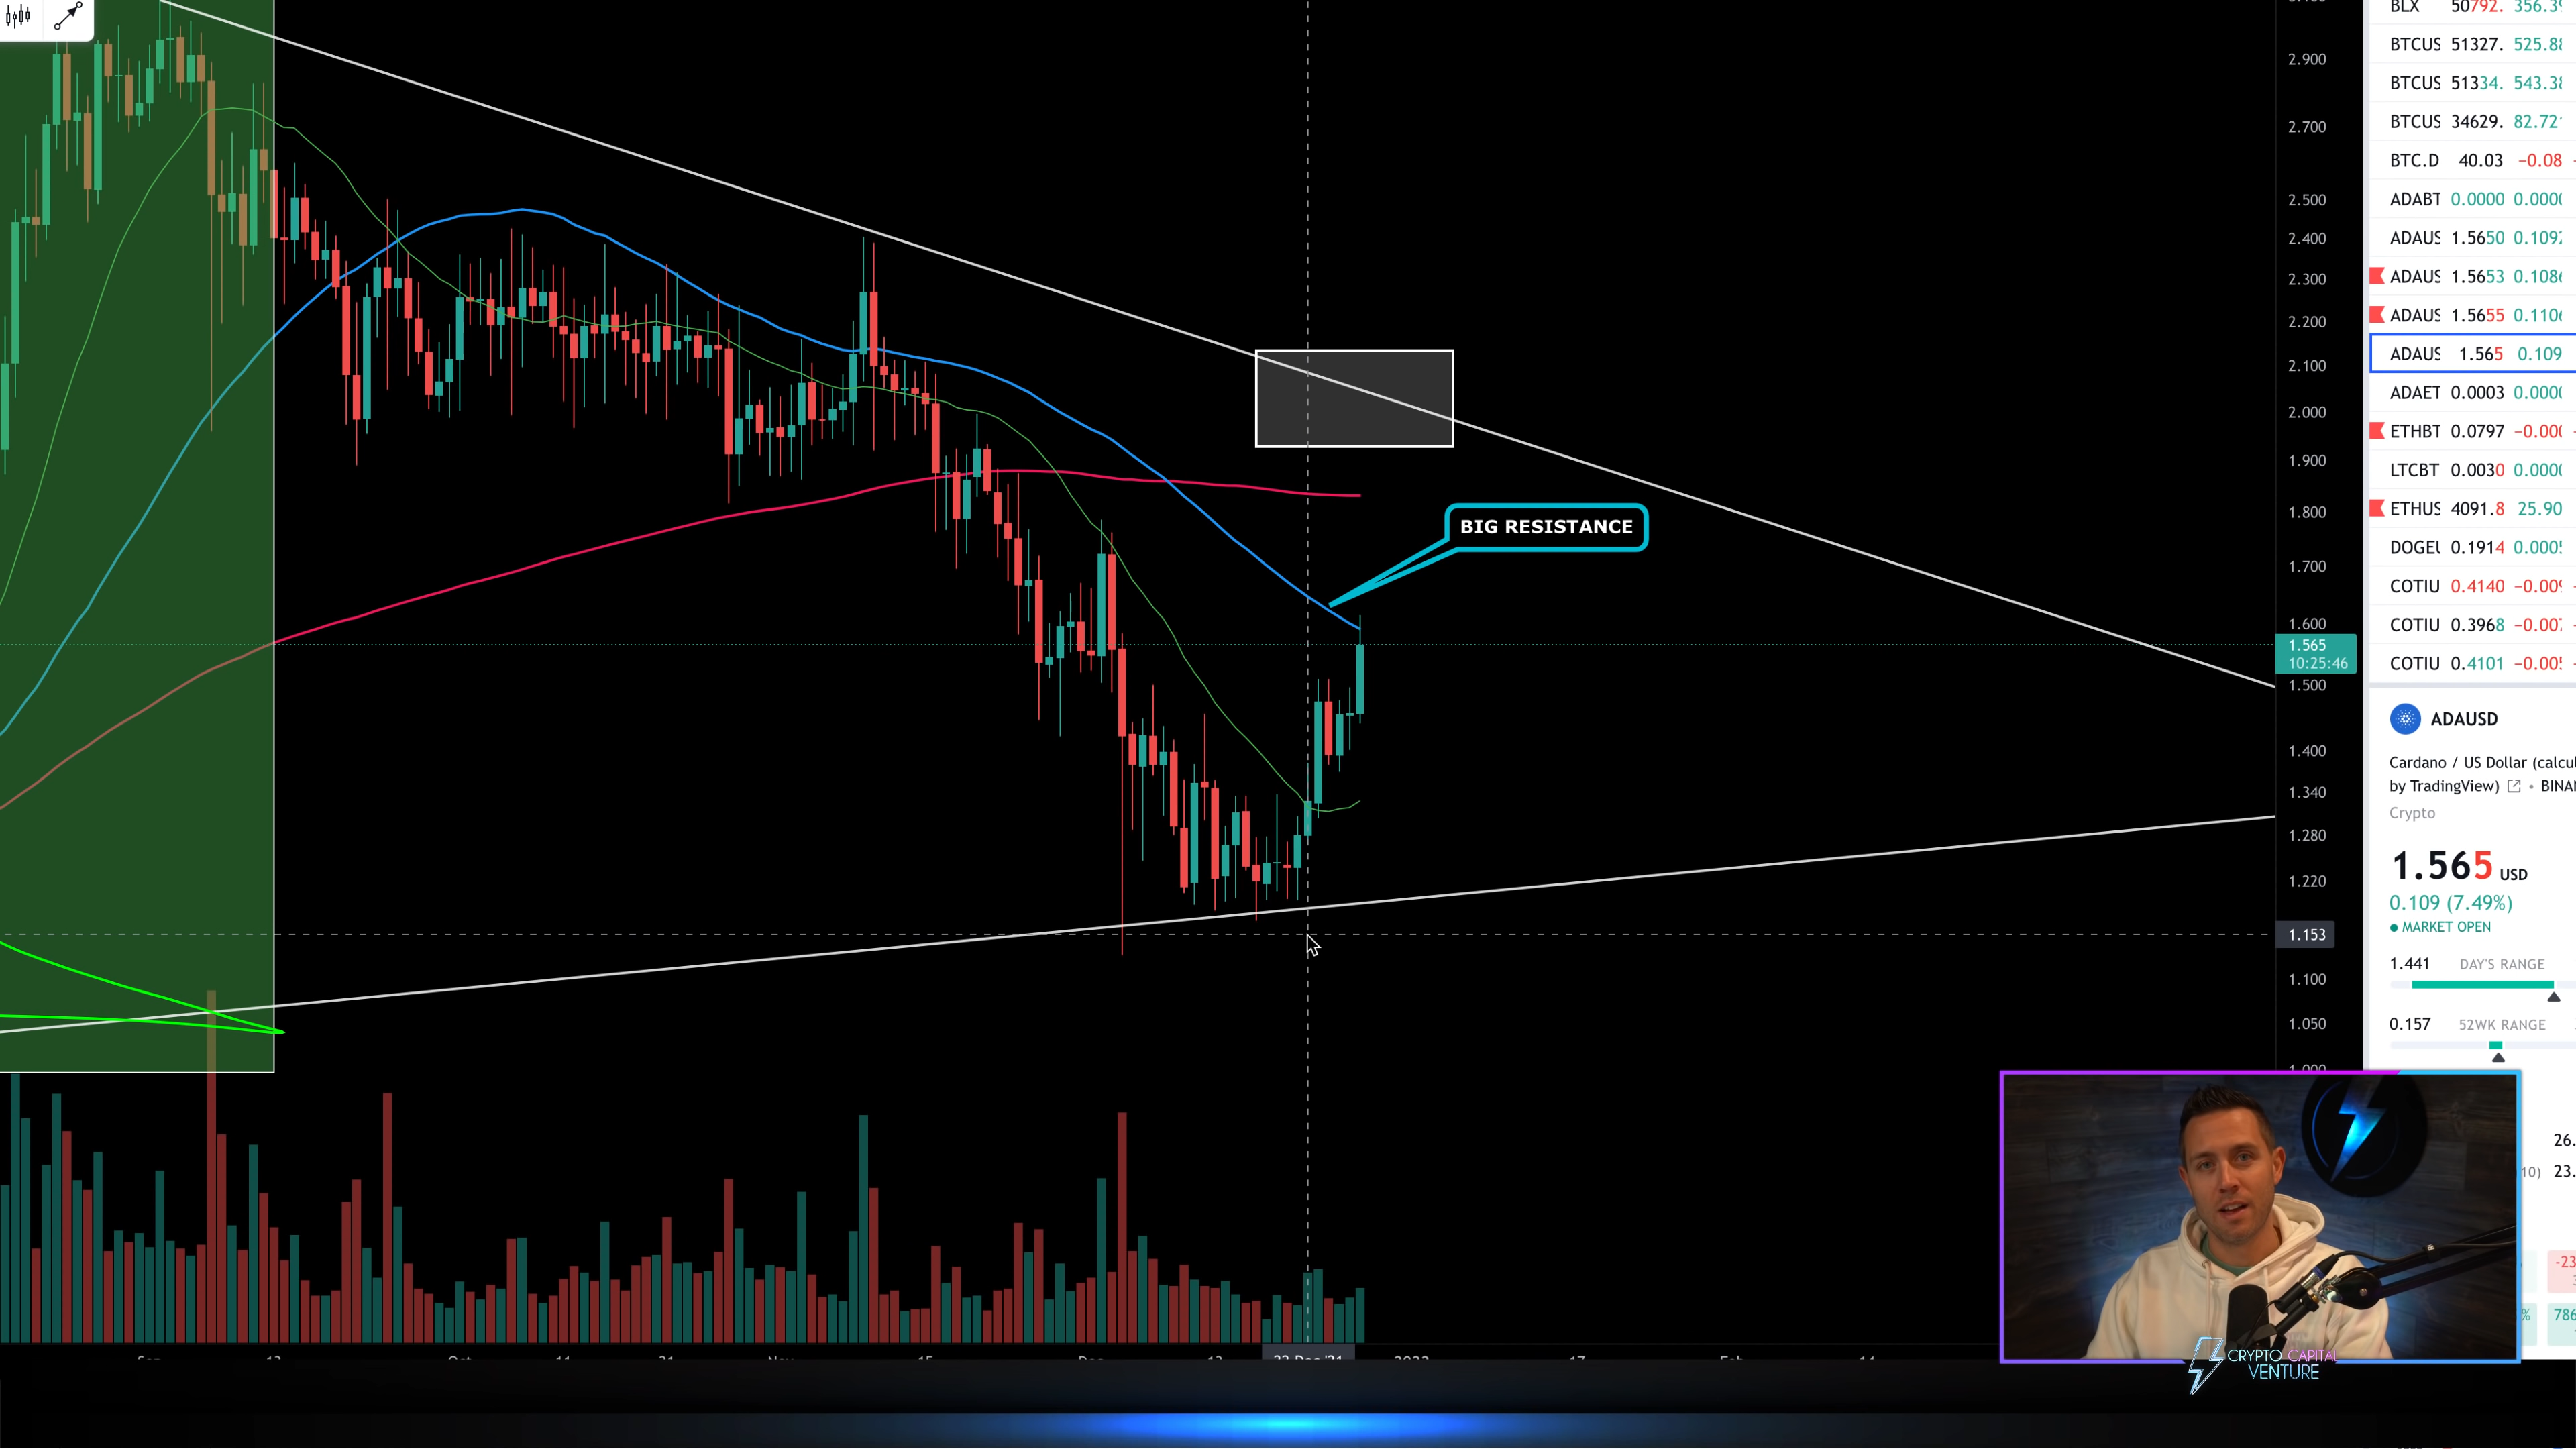 2.900
2.700
2.500
2.400
2.300
2.200
2.100
2.000
1.900
1.800
1.700
1.600
1.565
10:25:46
1.500
1.400
1.340
1.280
1.220
1.153
1.100
1.050
BIG RESISTANCE
BLX 50792. 356.3
BTCUS 51327. 525.8
BTCUS 51334. 543.3
BTCUS 34629. 82.72
BTC.D 40.03 −0.08
ADABT 0.0000 0.000
ADAUS 1.5650 0.109
ADAUS 1.5653 0.108
ADAUS 1.5655 0.110
ADAUS 1.565 0.109
ADAET 0.0003 0.000
ETHBT 0.0797 −0.00
LTCBT 0.0030 0.000
ETHUS 4091.8 25.90
DOGEU 0.1914 0.000
COTIU 0.4140 −0.00
COTIU 0.3968 −0.00
COTIU 0.4101 −0.00
ADAUSD
Cardano / US Dollar (calcul
by TradingView) • BINA
Crypto
1.565 USD
0.109 (7.49%)
MARKET OPEN
1.441 DAY'S RANGE
0.157 52WK RANGE
26.
10) 23.
-23
% 786
CRYPTO CAPITAL
VENTURE